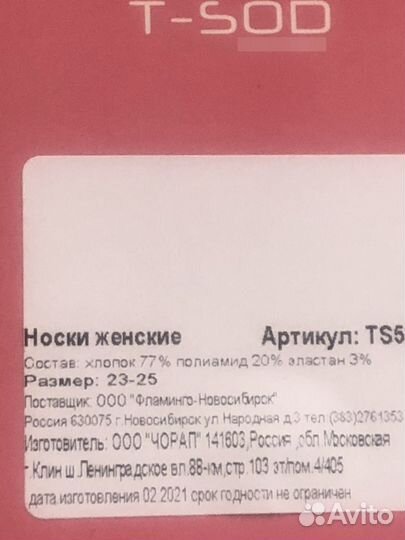 T-SOD
Носки женские Артикул: TS5
Состав: хлопок 77% полиамид 20% эластан 3%
Размер: 23-25
Поставщик: ООО "Фламинго-Новосибирск"
Россия 630075 г.Новосибирск ул Народная д.3 тел (383)2761353
Изготовитель: ООО "ЧОРАП" 141603,Россия ,обл.Московская
г.Клин ш.Ленинградское вл.88-км,стр.103 эт/пом.4/405
дата изготовления 02.2021 срок годности не ограничен
Avito